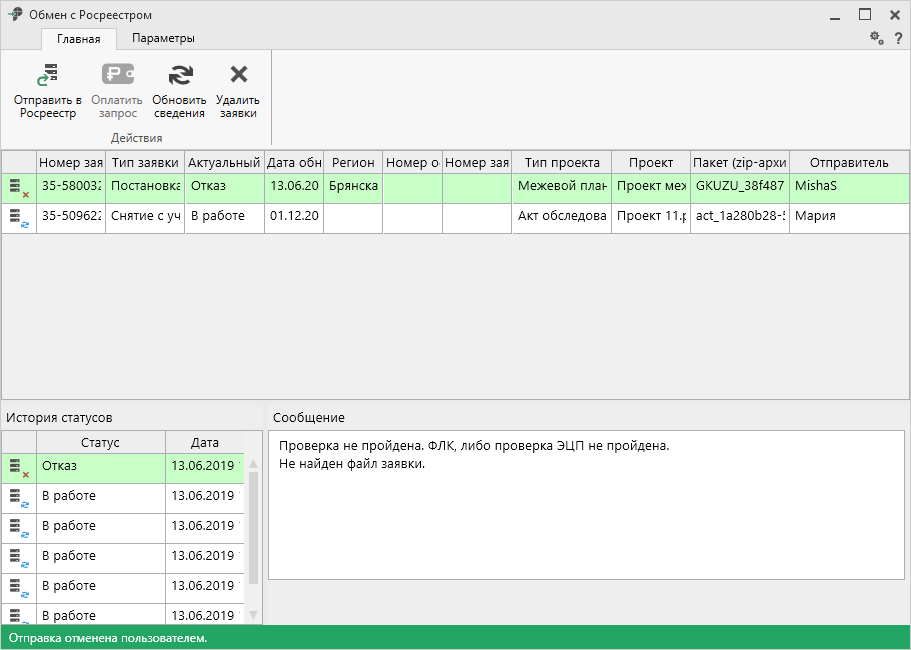 Обмен с Росреестром
Главная Параметры
?
Отправить в Росреестр
Оплатить запрос
Обновить сведения
Удалить заявки
Действия
Номер зая Тип заявки Актуальный Дата обн Регион Номер о Номер зая Тип проекта Проект Пакет (zip-архи Отправитель
35-58003 Постановка Отказ 13.06.20 Брянска Межевой план Проект меж GKUZU_38f487 MishaS
35-50962 Снятие с уч В работе 01.12.20 Акт обследова Проект 11.p act_1a280b28-5 Мария
История статусов
Статус Дата
Отказ 13.06.2019
В работе 13.06.2019
В работе 13.06.2019
В работе 13.06.2019
В работе 13.06.2019
В работе 13.06.2019
Сообщение
Проверка не пройдена. ФЛК, либо проверка ЭЦП не пройдена.
Не найден файл заявки.
Отправка отменена пользователем.